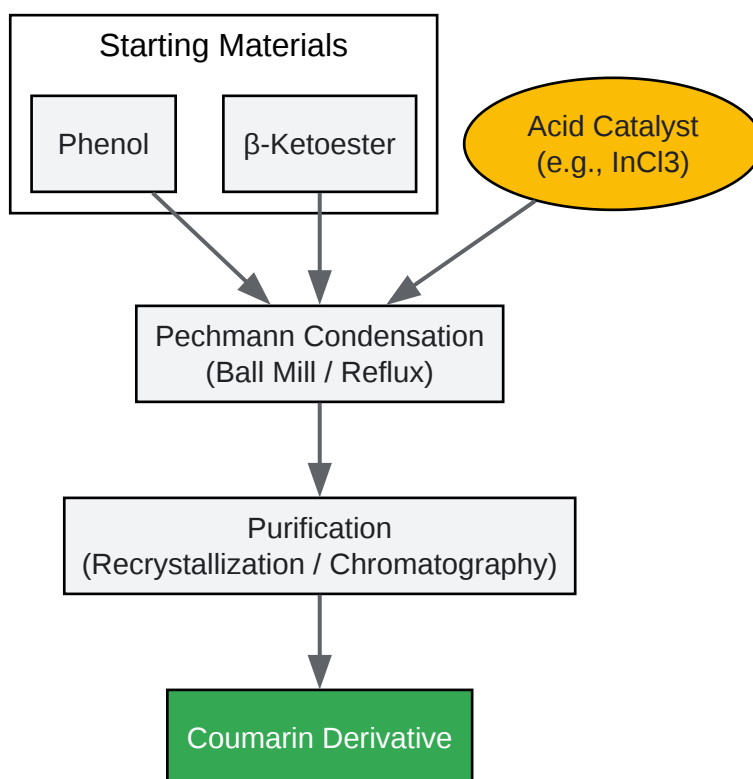 Starting Materials
Phenol
β-Ketoester
Acid Catalyst
(e.g., InCl3)
Pechmann Condensation
(Ball Mill / Reflux)
Purification
(Recrystallization / Chromatography)
Coumarin Derivative